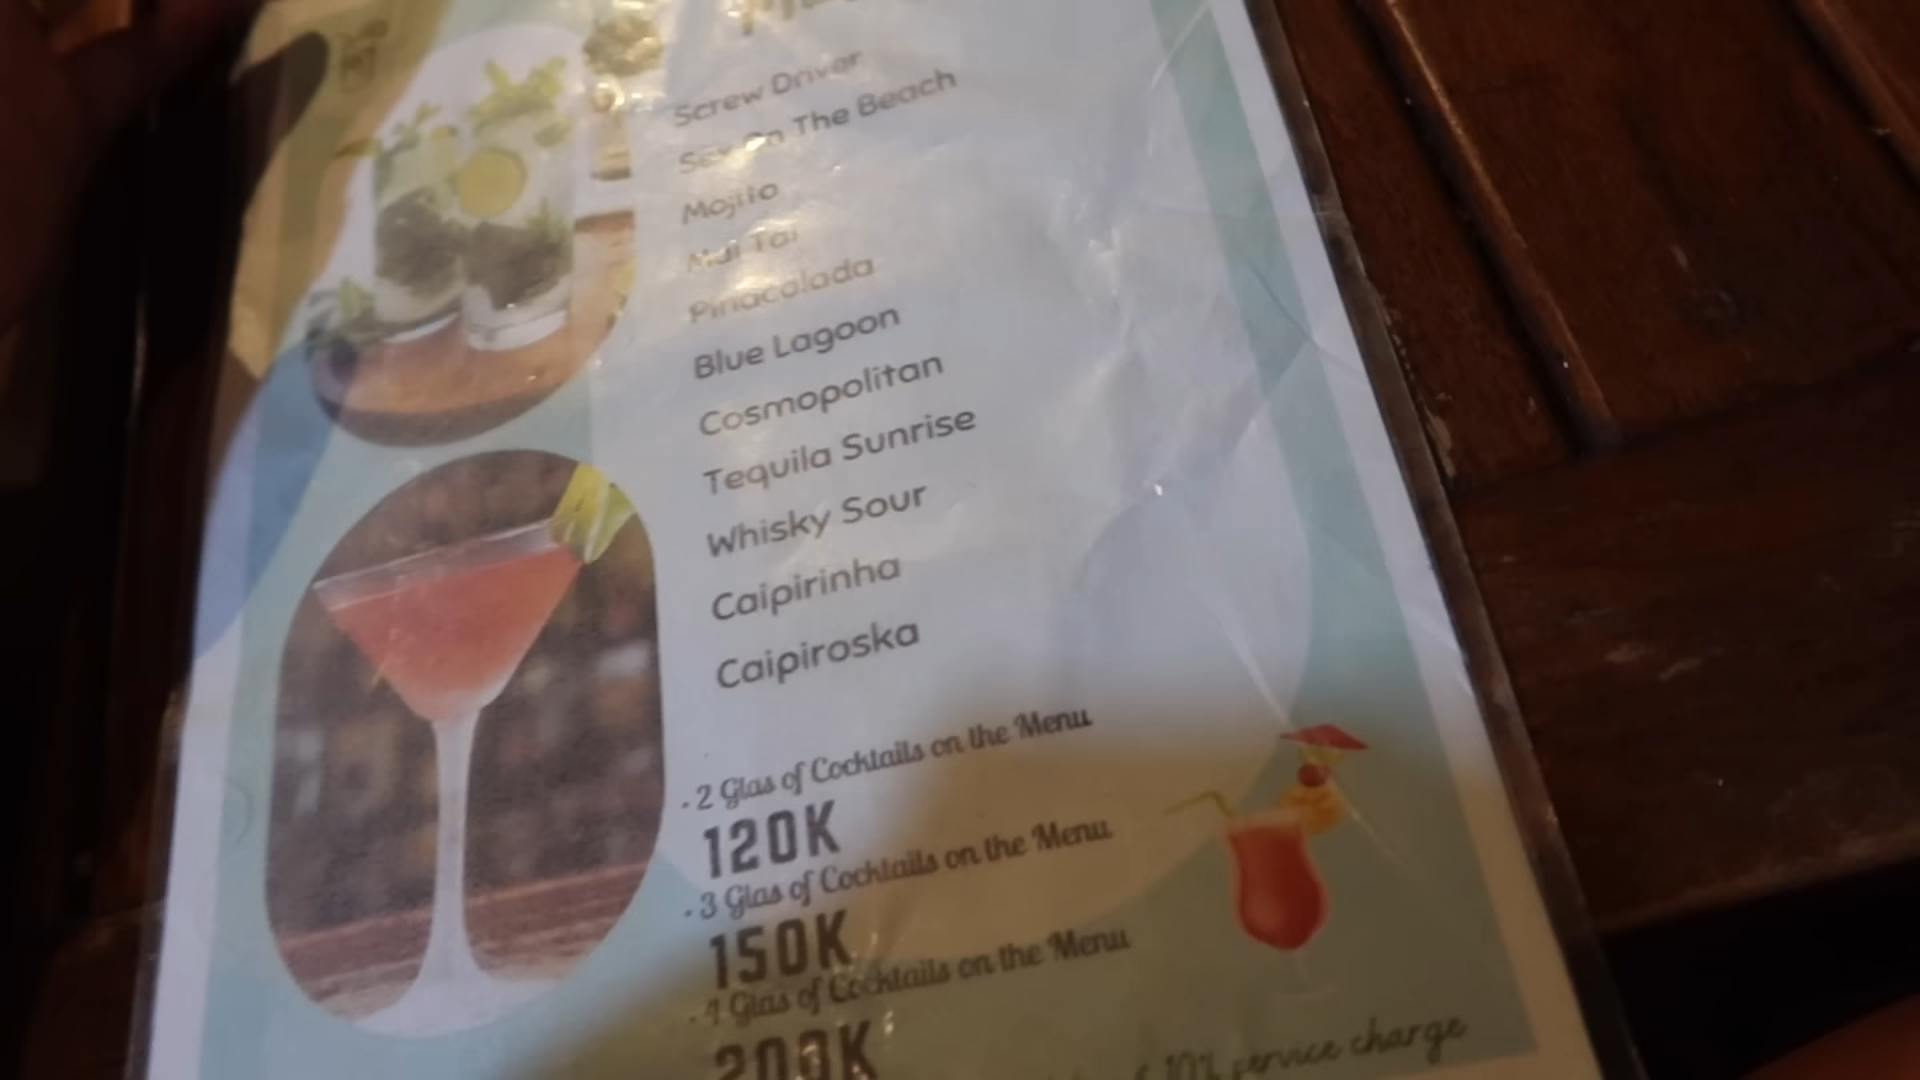 Screw Driver
Sex On The Beach
Mojito
Mai Tai
Pinacolada
Blue Lagoon
Cosmopolitan
Tequila Sunrise
Whisky Sour
Caipirinha
Caipiroska
- 2 Glas of Cocktails on the Menu
120K
- 3 Glas of Cocktails on the Menu
150K
- 4 Glas of Cocktails on the Menu
200K
10% service charge